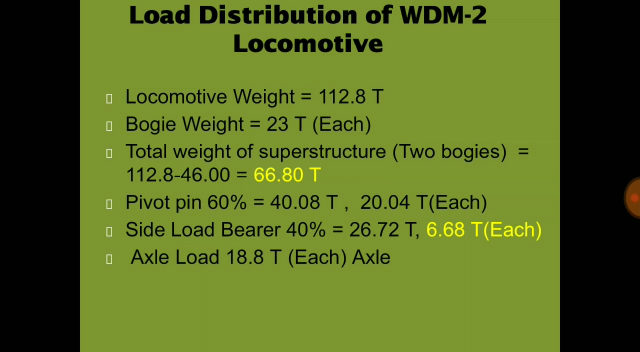 Load Distribution of WDM-2
Locomotive
Locomotive Weight = 112.8 T
Bogie Weight = 23 T (Each)
Total weight of superstructure (Two bogies) =
112.8-46.00 = 66.80 T
Pivot pin 60% = 40.08 T , 20.04 T(Each)
Side Load Bearer 40% = 26.72 T, 6.68 T(Each)
Axle Load 18.8 T (Each) Axle